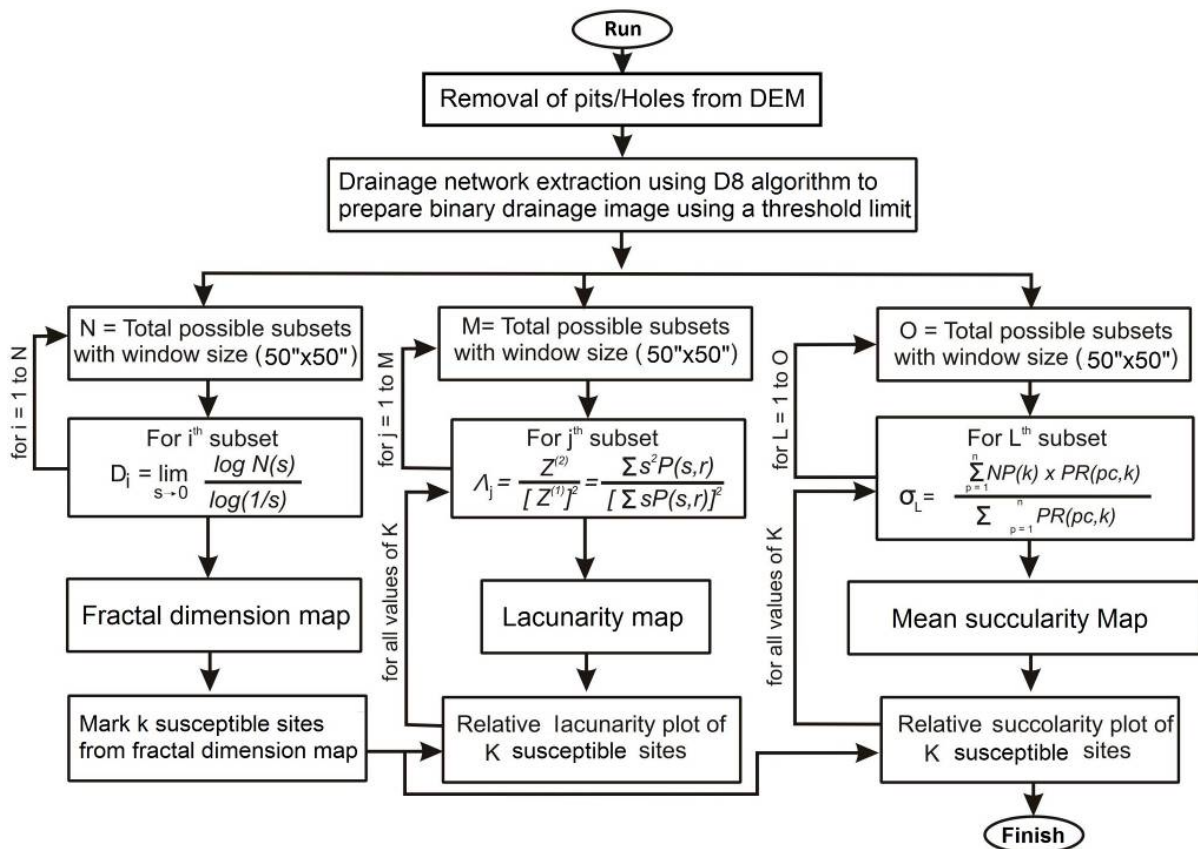 Run
Removal of pits/Holes from DEM
Drainage network extraction using D8 algorithm to
prepare binary drainage image using a threshold limit
for i = 1 to N
N = Total possible subsets
with window size (50"x50")
For iᵗʰ subset
Dᵢ = lim s→0 log N(s) / log(1/s)
Fractal dimension map
Mark k susceptible sites
from fractal dimension map
for j = 1 to M
M= Total possible subsets
with window size (50"x50")
For jᵗʰ subset
Λⱼ = Z⁽²⁾ / [Z⁽¹⁾]² = Σ s²P(s,r) / [Σ sP(s,r)]²
for all values of K
Lacunarity map
Relative lacunarity plot of
K susceptible sites
for L = 1 to O
O = Total possible subsets
with window size (50"x50")
For Lᵗʰ subset
σ_L = Σ n p = 1 NP(k) x PR(pc,k) / Σ n p = 1 PR(pc,k)
for all values of K
Mean succularity Map
Relative succolarity plot of
K susceptible sites
Finish